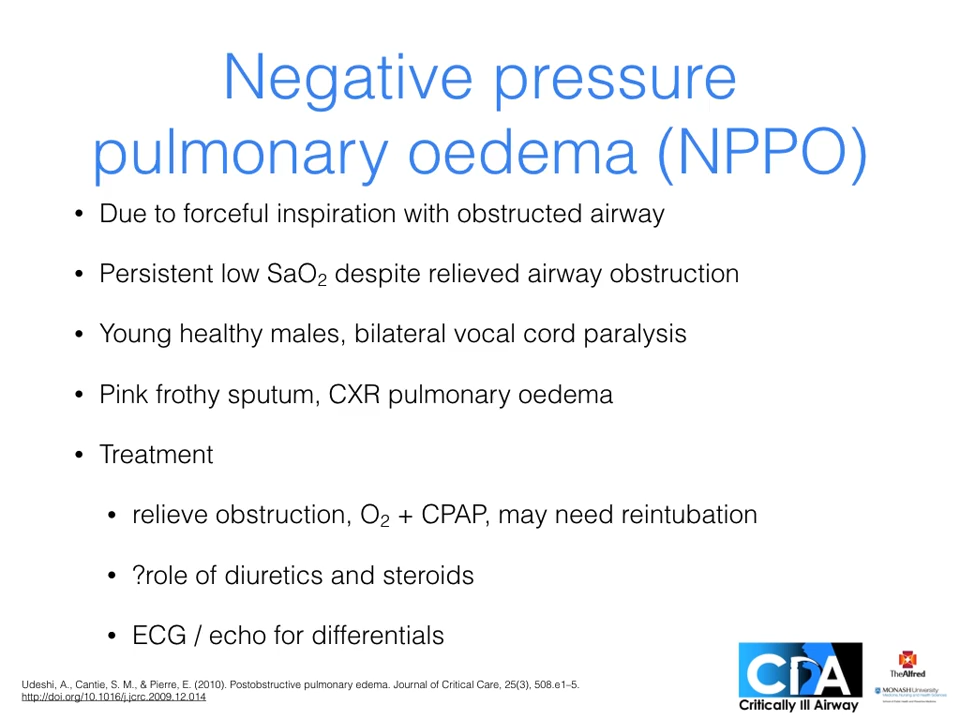 Negative pressure
pulmonary oedema (NPPO)
• Due to forceful inspiration with obstructed airway
• Persistent low SaO₂ despite relieved airway obstruction
• Young healthy males, bilateral vocal cord paralysis
• Pink frothy sputum, CXR pulmonary oedema
• Treatment
• relieve obstruction, O₂ + CPAP, may need reintubation
• ?role of diuretics and steroids
• ECG / echo for differentials
Udeshi, A., Cantie, S. M., & Pierre, E. (2010). Postobstructive pulmonary edema. Journal of Critical Care, 25(3), 508.e1–5.
http://doi.org/10.1016/j.jcrc.2009.12.014
CIA
Critically Ill Airway
TheAlfred
MONASH University